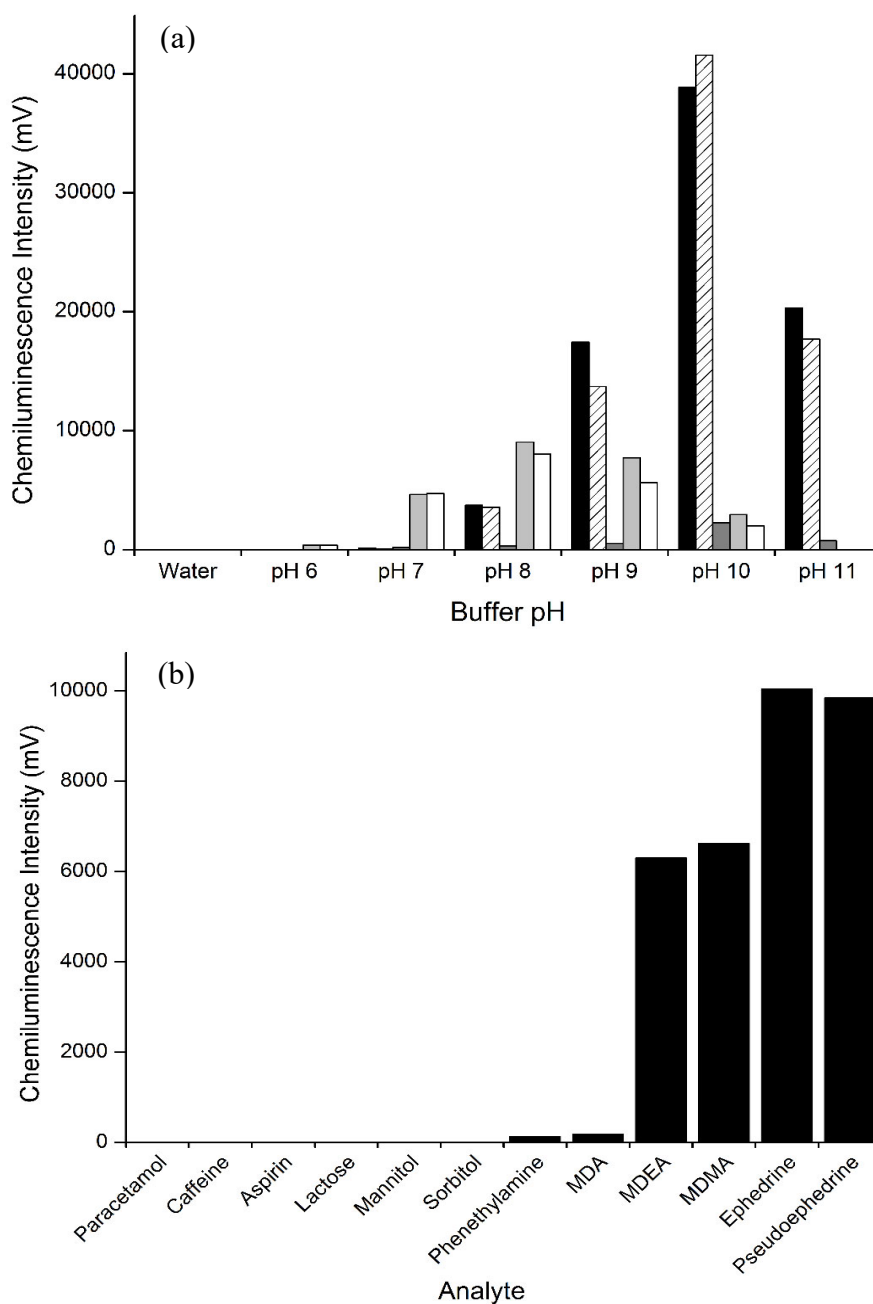 (a)
Chemiluminescence Intensity (mV)
40000
30000
20000
10000
0
Water pH 6 pH 7 pH 8 pH 9 pH 10 pH 11
Buffer pH
(b)
Chemiluminescence Intensity (mV)
10000
8000
6000
4000
2000
0
Paracetamol
Caffeine
Aspirin
Lactose
Mannitol
Sorbitol
Phenethylamine
MDA
MDEA
MDMA
Ephedrine
Pseudoephedrine
Analyte